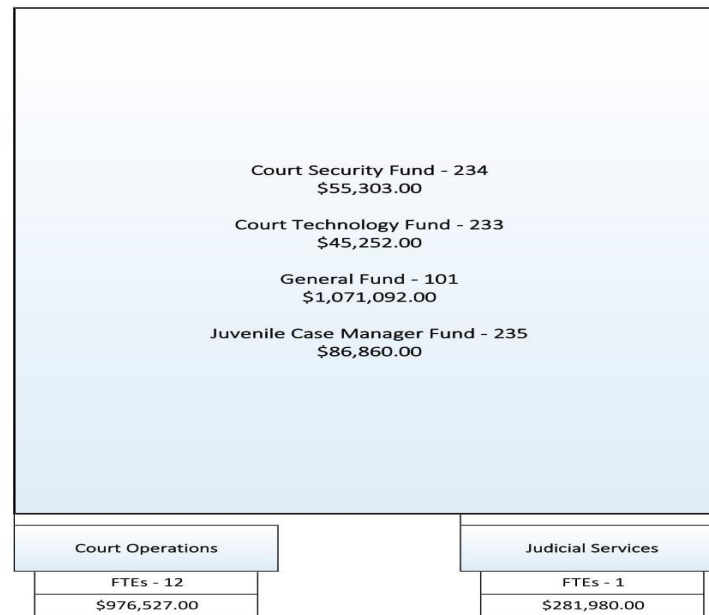 Court Security Fund - 234
$55,303.00
Court Technology Fund - 233
$45,252.00
General Fund - 101
$1,071,092.00
Juvenile Case Manager Fund - 235
$86,860.00
Court Operations
FTEs - 12
$976,527.00
Judicial Services
FTEs - 1
$281,980.00